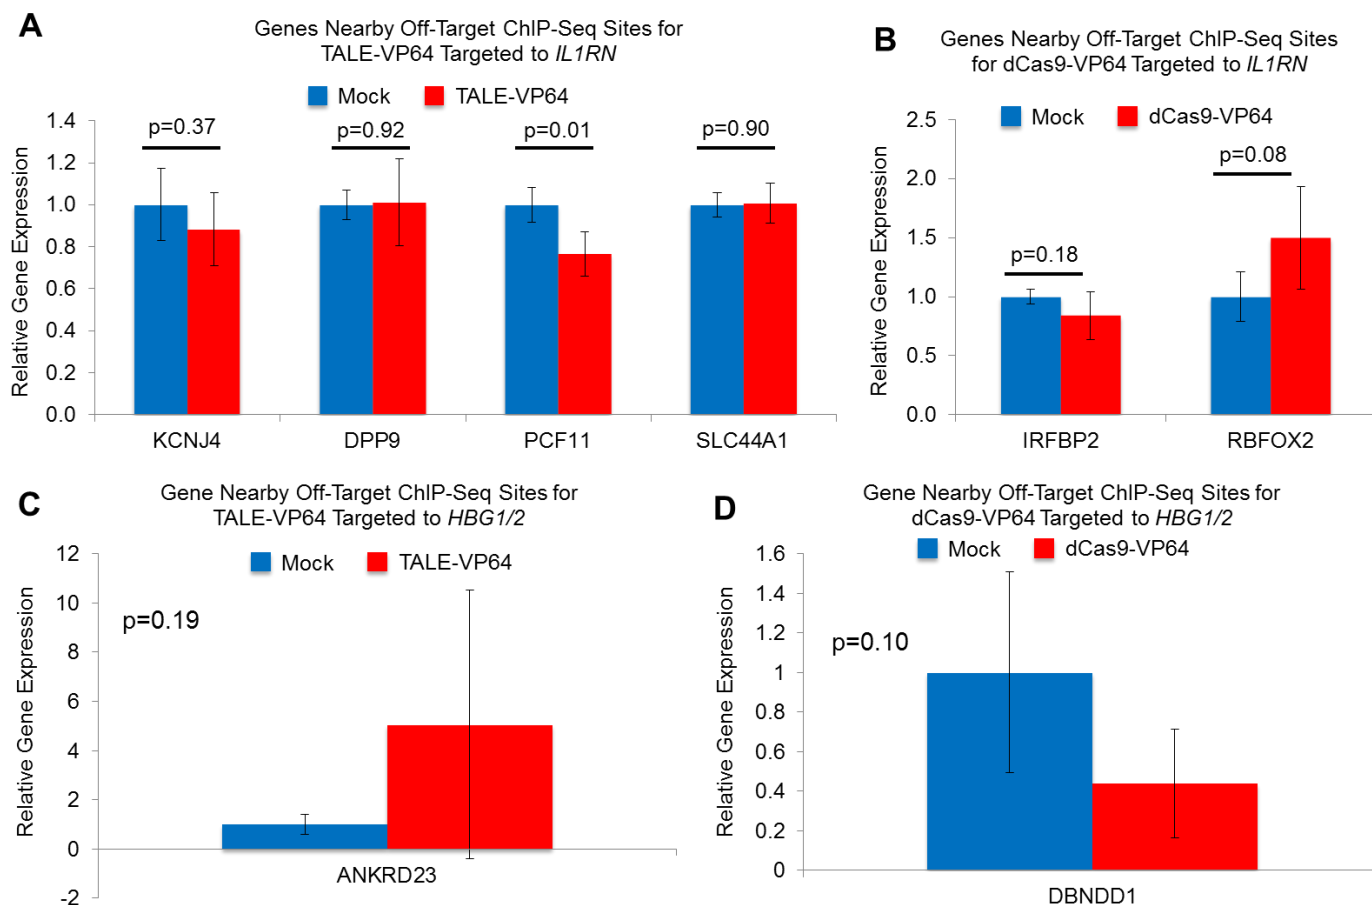 A
Genes Nearby Off-Target ChIP-Seq Sites for
TALE-VP64 Targeted to IL1RN
Mock
TALE-VP64
Relative Gene Expression
1.4
1.2
1.0
0.8
0.6
0.4
0.2
0.0
p=0.37
p=0.92
p=0.01
p=0.90
KCNJ4
DPP9
PCF11
SLC44A1
B
Genes Nearby Off-Target ChIP-Seq Sites
for dCas9-VP64 Targeted to IL1RN
Mock
dCas9-VP64
Relative Gene Expression
2.5
2.0
1.5
1.0
0.5
0.0
p=0.18
p=0.08
IRFBP2
RBFOX2
C
Gene Nearby Off-Target ChIP-Seq Sites for
TALE-VP64 Targeted to HBG1/2
Mock
TALE-VP64
Relative Gene Expression
12
10
8
6
4
2
0
-2
p=0.19
ANKRD23
D
Gene Nearby Off-Target ChIP-Seq Sites for
dCas9-VP64 Targeted to HBG1/2
Mock
dCas9-VP64
Relative Gene Expression
1.6
1.4
1.2
1
0.8
0.6
0.4
0.2
0
p=0.10
DBNDD1